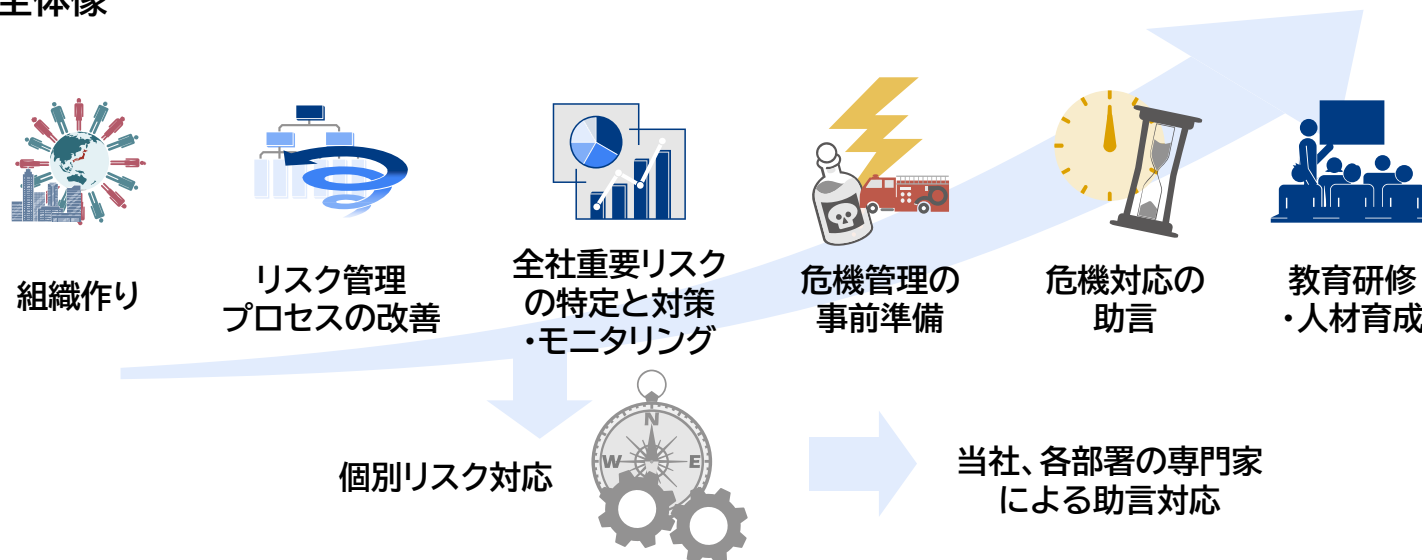 全体像
組織作り
リスク管理
プロセスの改善
全社重要リスク
の特定と対策
・モニタリング
危機管理の
事前準備
危機対応の
助言
教育研修
・人材育成
N
W
E
個別リスク対応
当社、各部署の専門家
による助言対応